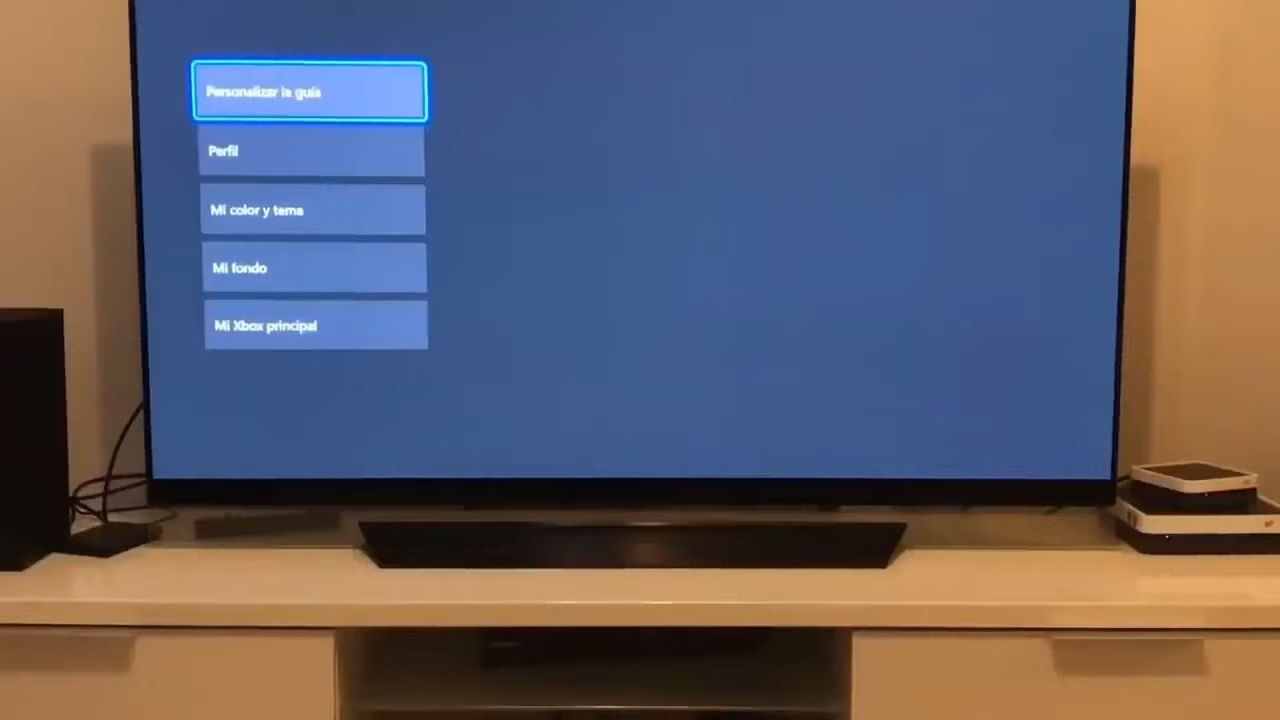 Personalizar la guía
Perfil
Mi color y tema
Mi fondo
Mi Xbox principal